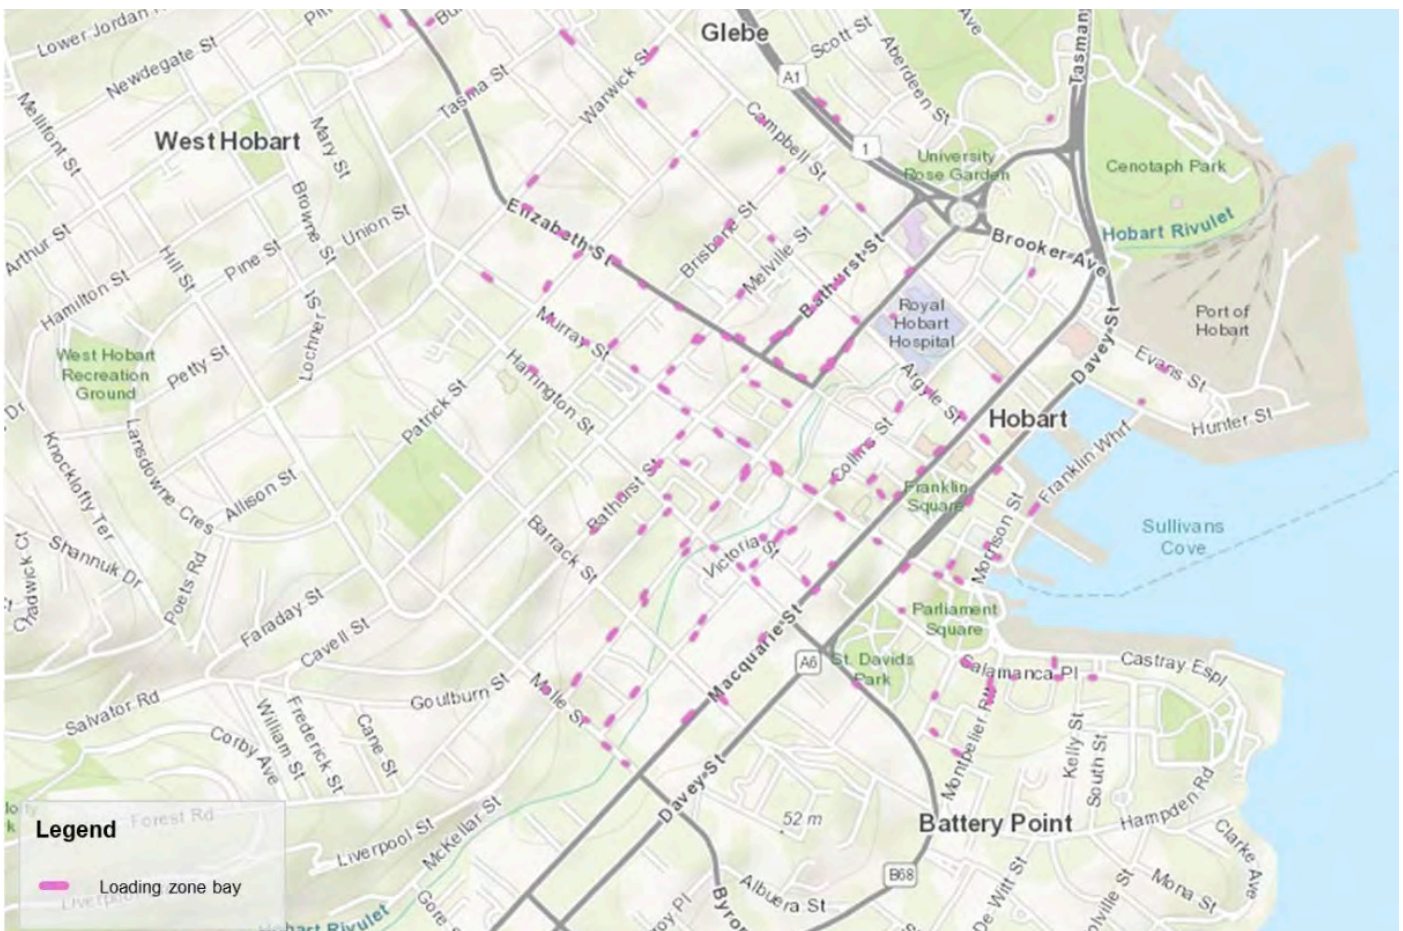 Lower Jordan
Newdegate St
Mellifont St
West Hobart
Mary St
Browne St
Tasma St
Warwick St
Glebe
Scott St
Ave
Aberdeen St
A1
1
Campbell St
Tasman
University
Rose Garden
Cenotaph Park
Hobart Rivulet
Brooker Ave
Arthur St
Hill St
Hamilton St
Pine St
Union St
Lochner St
Elizabeth St
Brisbane St
Melville St
Bathurst St
Royal
Hobart
Hospital
Port of
Hobart
Davey St
Evans St
Hunter St
West Hobart
Recreation
Ground
Petty St
Murray St
Harrington St
Patrick St
Argyle St
Hobart
Collins St
Franklin Whrf
Franklin
Square
Morrison St
Sullivans
Cove
Dr
Knocklofty Ter
Lansdowne Cres
Allison St
Bathurst St
Barrack St
Victoria St
Shannuk Dr
Poets Rd
Faraday St
Cavell St
Parliament
Square
Macquarie St
A6
St. Davids
Park
Salamanca Pl
Castray Espl
Salvator Rd
Goulburn St
Molle St
William St
Frederick St
Cane St
Corby Ave
Montpelier Rtt
Kelly St
South St
Hampden Rd
Clarke Ave
Davey St
52 m
Battery Point
Legend
Forest Rd
Loading zone bay
Liverpool St
McKellar St
B68
Albuera St
De Witt St
Mona St
Gore
Hobart Rivulet
Byron